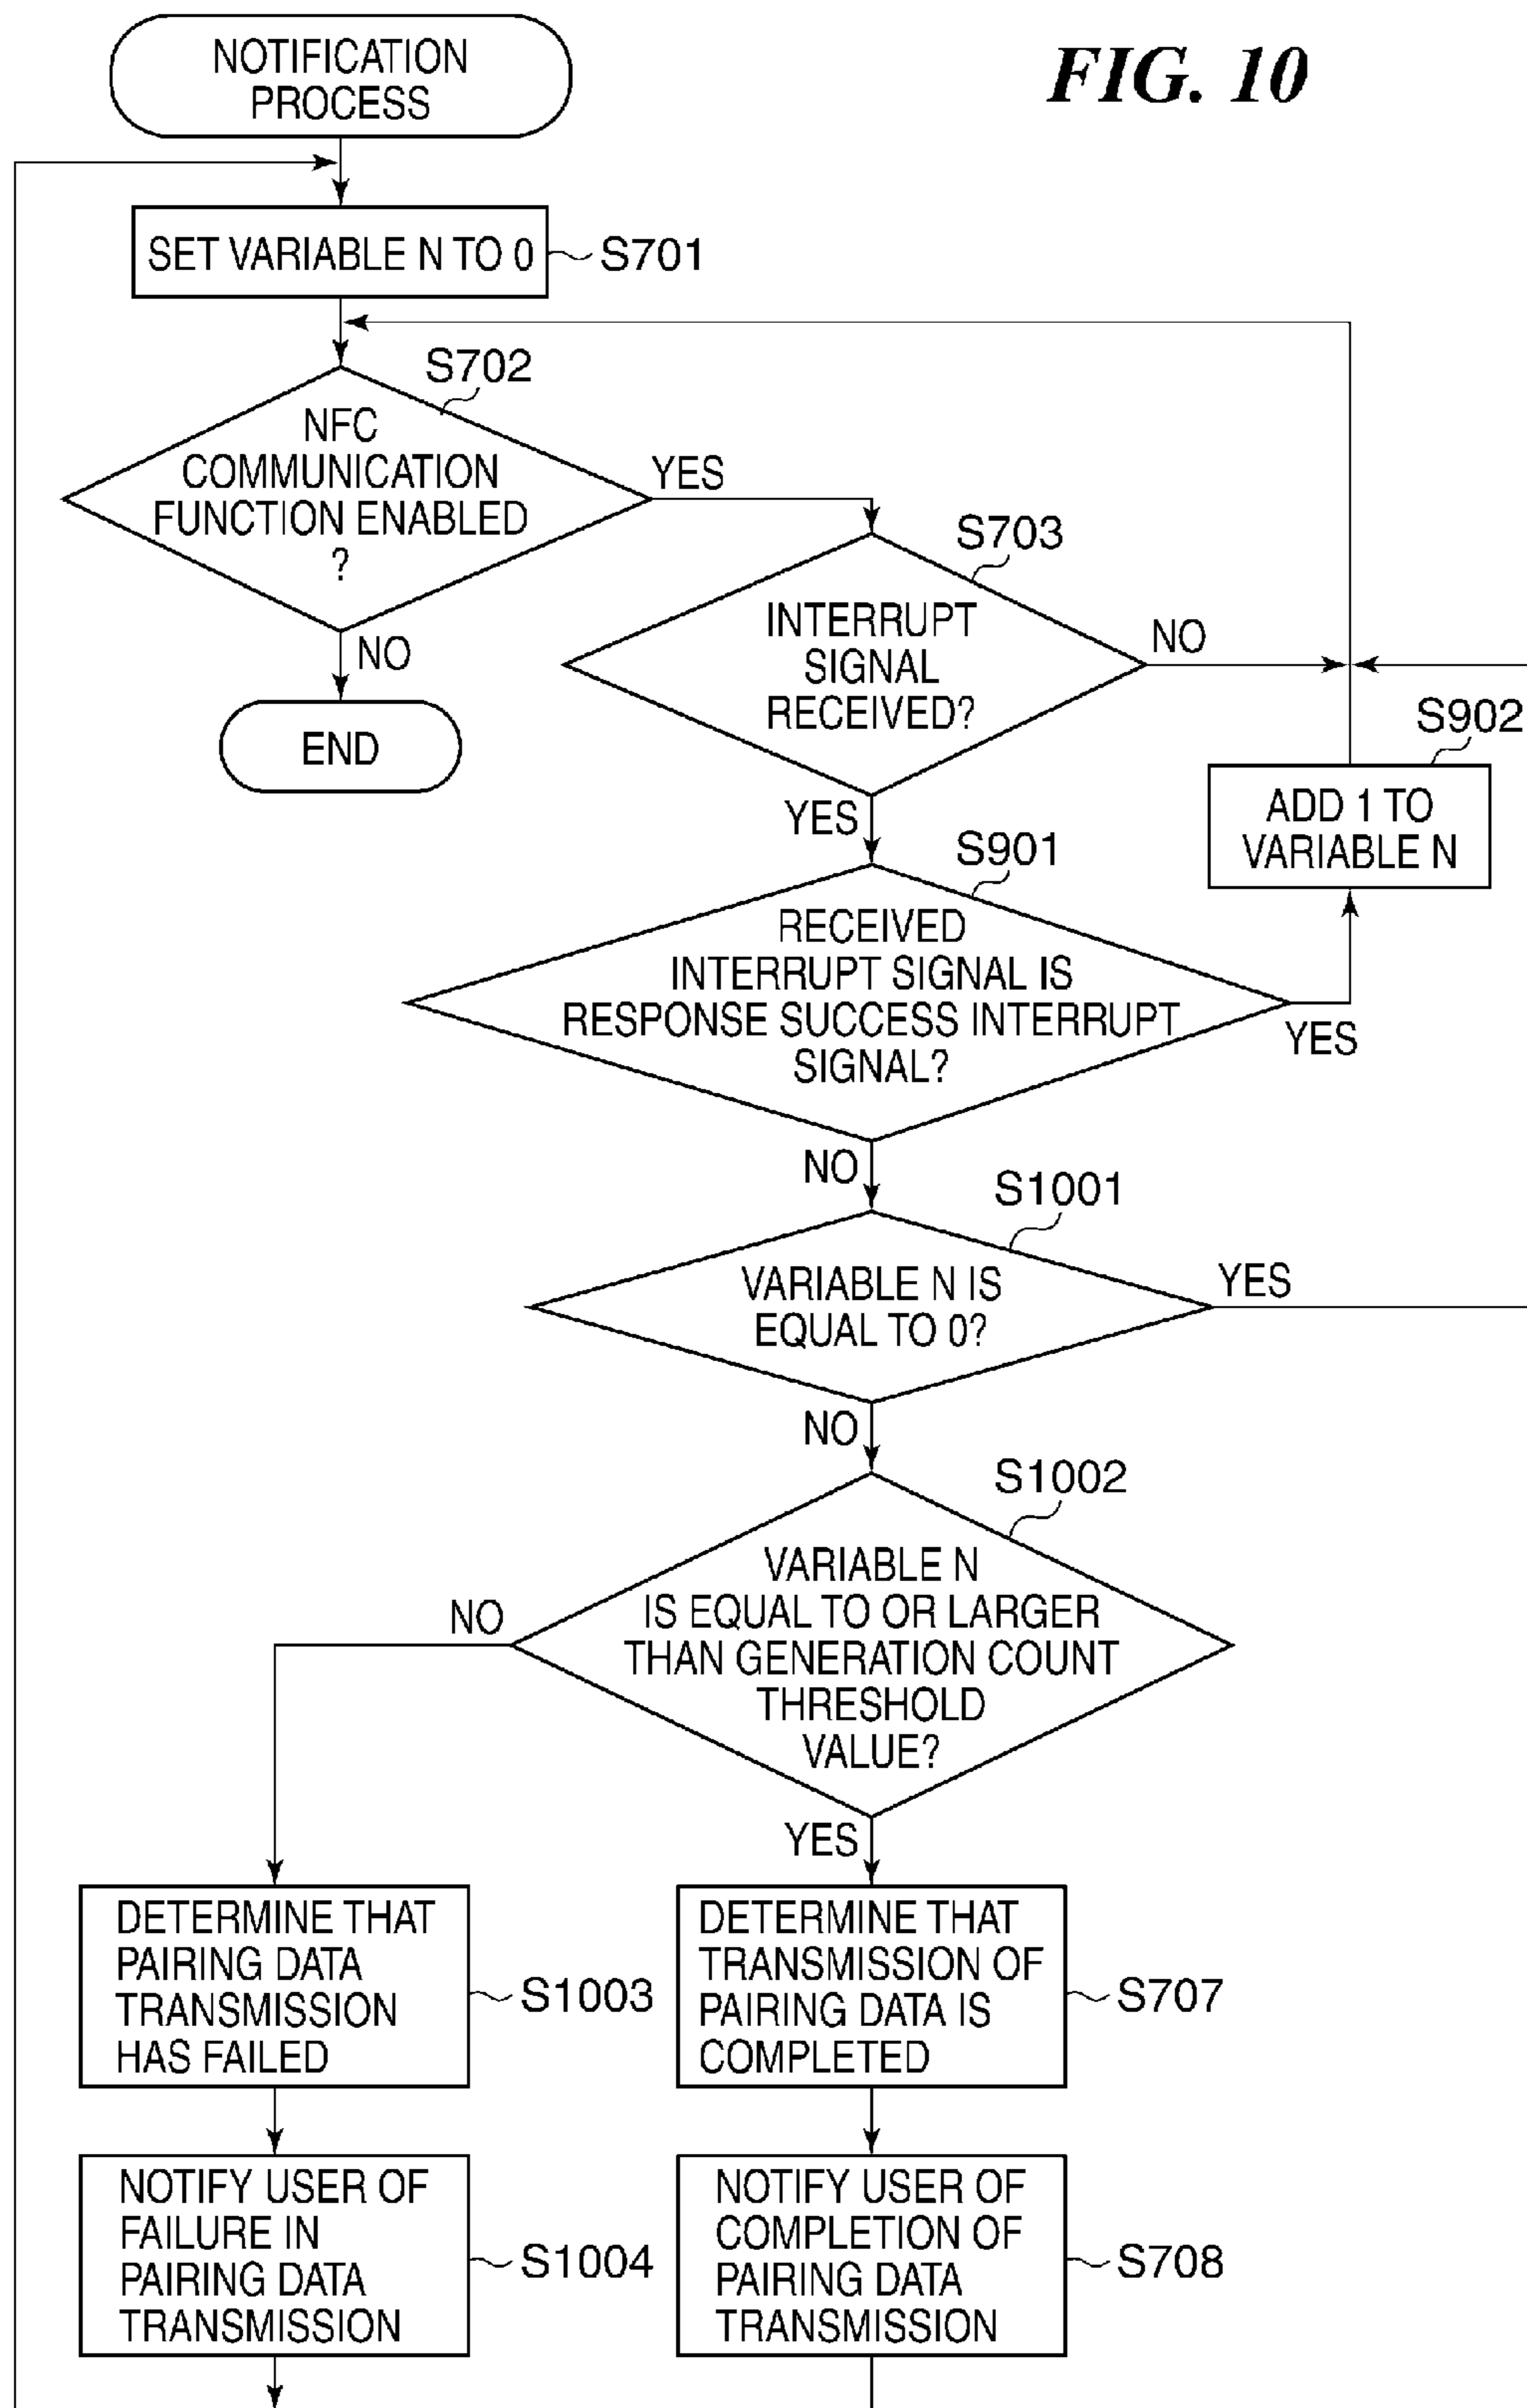 FIG. 10
NOTIFICATION
PROCESS
SET VARIABLE N TO 0
S701
S702
NFC
COMMUNICATION
FUNCTION ENABLED
?
YES
NO
END
S703
INTERRUPT
SIGNAL
RECEIVED?
NO
YES
S902
ADD 1 TO
VARIABLE N
S901
RECEIVED
INTERRUPT SIGNAL IS
RESPONSE SUCCESS INTERRUPT
SIGNAL?
YES
NO
S1001
VARIABLE N IS
EQUAL TO 0?
YES
NO
S1002
VARIABLE N
IS EQUAL TO OR LARGER
THAN GENERATION COUNT
THRESHOLD
VALUE?
NO
YES
DETERMINE THAT
PAIRING DATA
TRANSMISSION
HAS FAILED
S1003
DETERMINE THAT
TRANSMISSION OF
PAIRING DATA IS
COMPLETED
S707
NOTIFY USER OF
FAILURE IN
PAIRING DATA
TRANSMISSION
S1004
NOTIFY USER OF
COMPLETION OF
PAIRING DATA
TRANSMISSION
S708